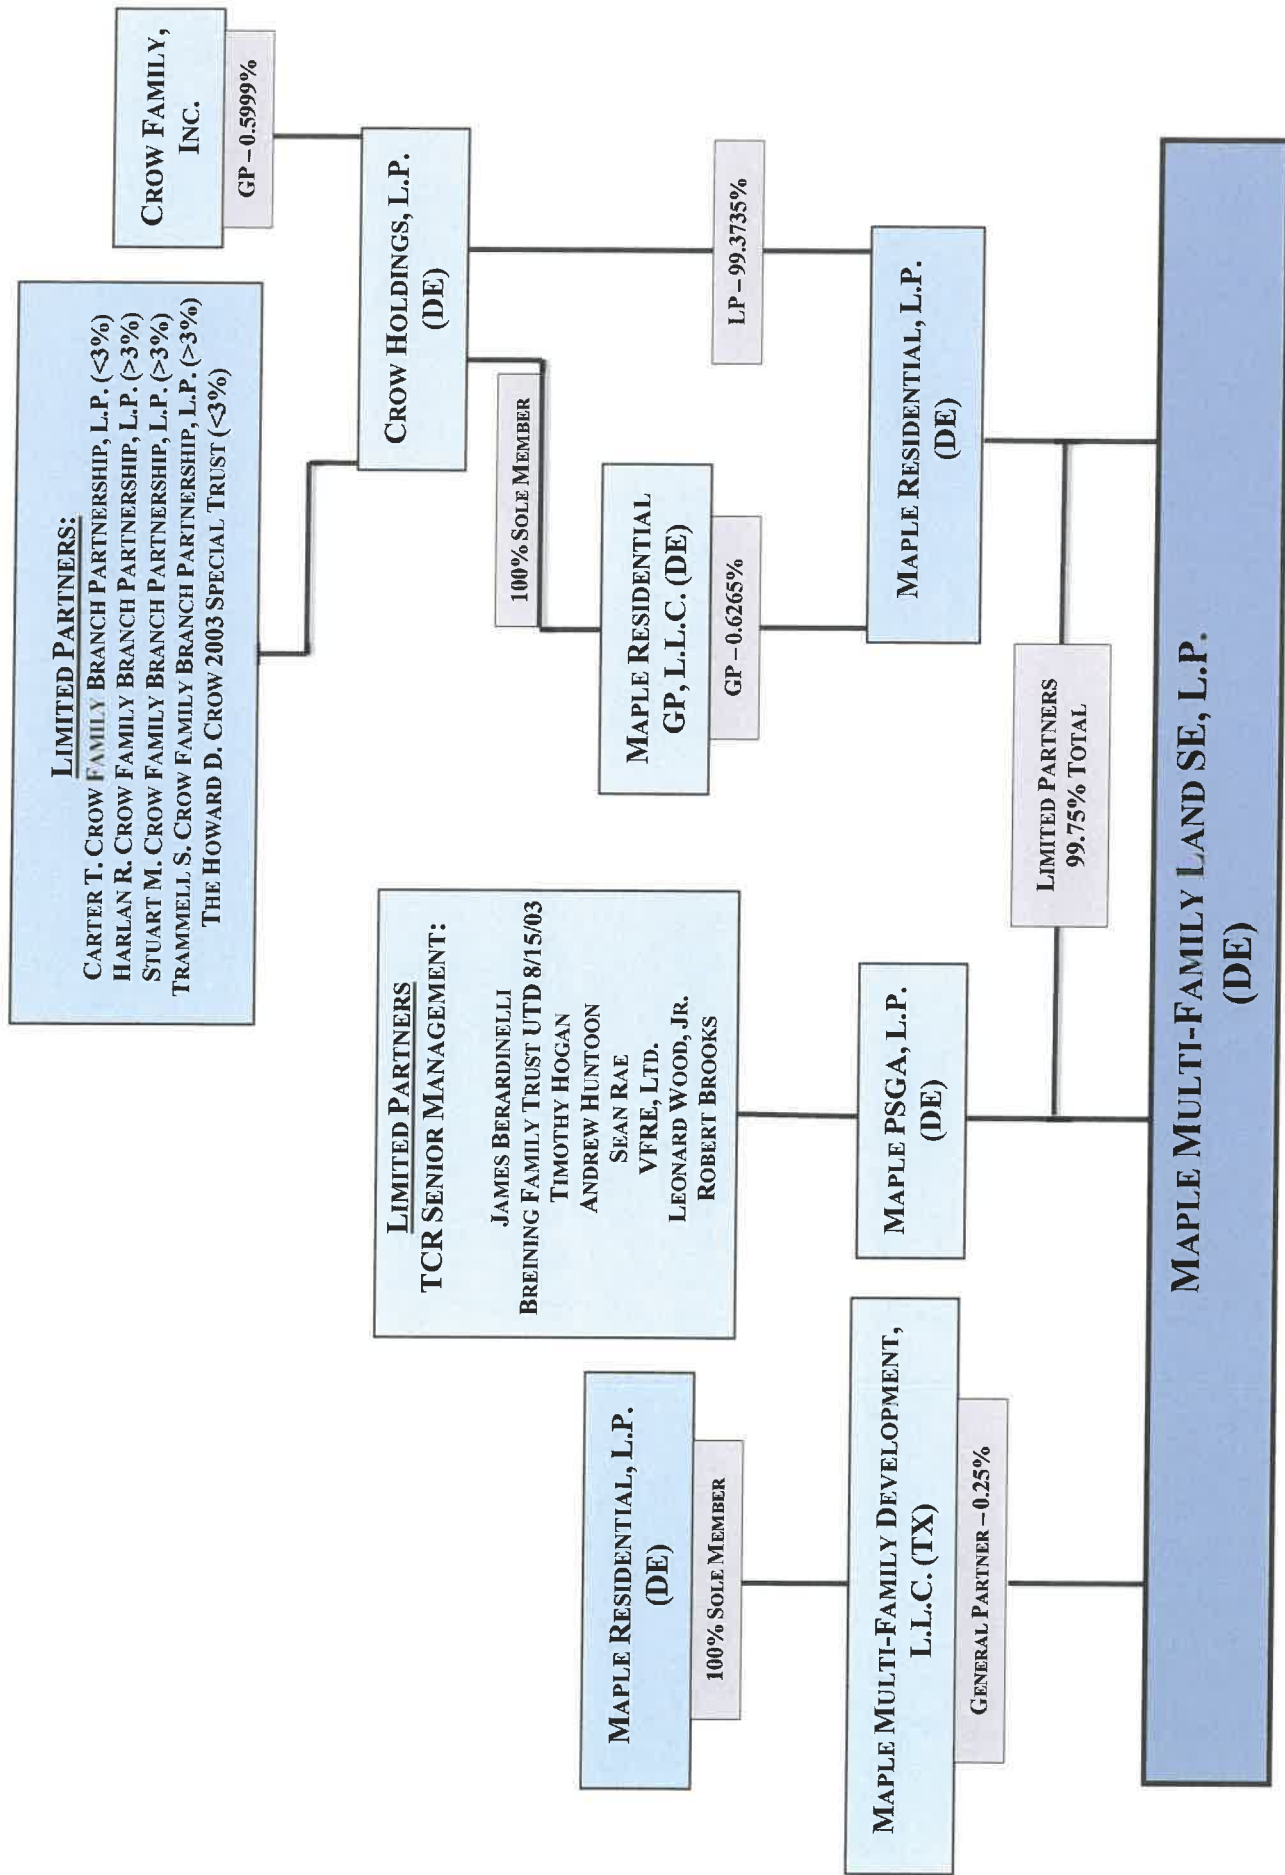 LIMITED PARTNERS:
CARTER T. CROW FAMILY BRANCH PARTNERSHIP, L.P. (<3%)
HARLAN R. CROW FAMILY BRANCH PARTNERSHIP, L.P. (>3%)
STUART M. CROW FAMILY BRANCH PARTNERSHIP, L.P. (>3%)
TRAMMELL S. CROW FAMILY BRANCH PARTNERSHIP, L.P. (>3%)
THE HOWARD D. CROW 2003 SPECIAL TRUST (<3%)
CROW FAMILY,
INC.
GP – 0.5999%
CROW HOLDINGS, L.P.
(DE)
LIMITED PARTNERS
TCR SENIOR MANAGEMENT:
JAMES BERARDINELLI
BREINING FAMILY TRUST UTD 8/15/03
TIMOTHY HOGAN
ANDREW HUNTOON
SEAN RAE
VFRE, LTD.
LEONARD WOOD, JR.
ROBERT BROOKS
100% SOLE MEMBER
MAPLE RESIDENTIAL
GP, L.L.C. (DE)
GP – 0.6265%
LP – 99.3735%
MAPLE RESIDENTIAL, L.P.
(DE)
100% SOLE MEMBER
MAPLE MULTI-FAMILY DEVELOPMENT,
L.L.C. (TX)
GENERAL PARTNER – 0.25%
MAPLE PSGA, L.P.
(DE)
MAPLE RESIDENTIAL, L.P.
(DE)
LIMITED PARTNERS
99.75% TOTAL
MAPLE MULTI-FAMILY LAND SE, L.P.
(DE)